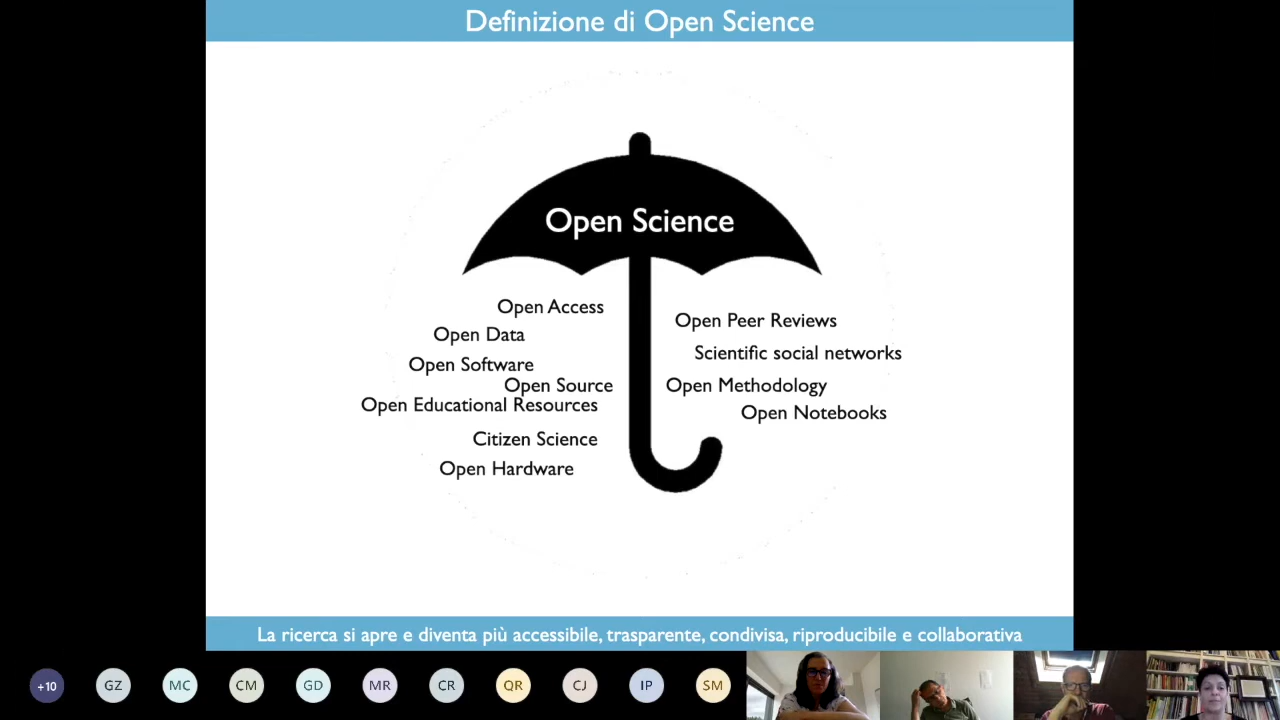 Definizione di Open Science
Open Science
Open Access
Open Data
Open Software
Open Source
Open Educational Resources
Citizen Science
Open Hardware
Open Peer Reviews
Scientific social networks
Open Methodology
Open Notebooks
La ricerca si apre e diventa più accessibile, trasparente, condivisa, riproducibile e collaborativa
+10 GZ MC CM GD MR CR QR CJ IP SM